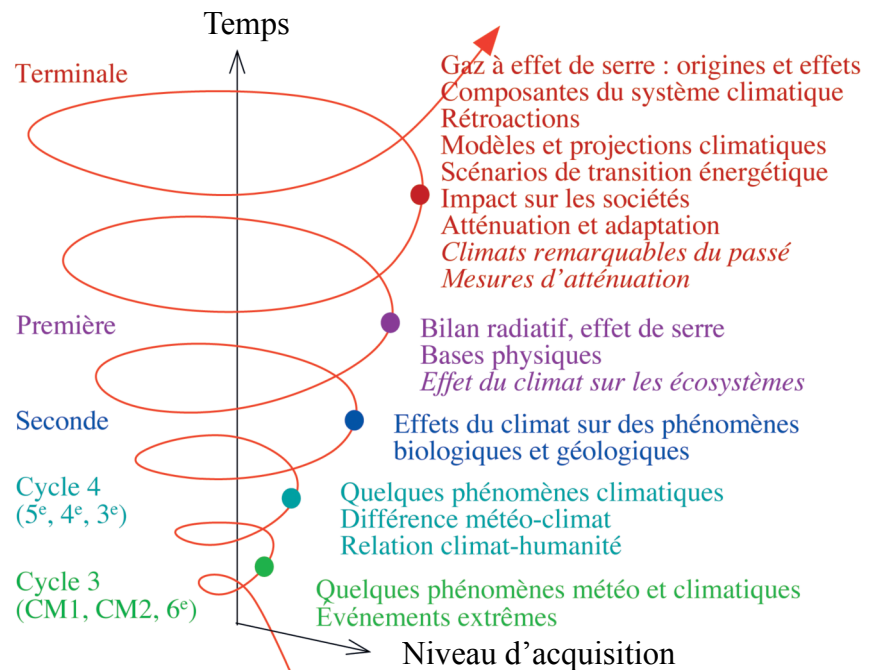 Temps
Terminale
Gaz à effet de serre : origines et effets
Composantes du système climatique
Rétroactions
Modèles et projections climatiques
Scénarios de transition énergétique
Impact sur les sociétés
Atténuation et adaptation
Climats remarquables du passé
Mesures d’atténuation
Première
Bilan radiatif, effet de serre
Bases physiques
Effet du climat sur les écosystèmes
Seconde
Effets du climat sur des phénomènes
biologiques et géologiques
Cycle 4
(5e, 4e, 3e)
Quelques phénomènes climatiques
Différence météo-climat
Relation climat-humanité
Cycle 3
(CM1, CM2, 6e)
Quelques phénomènes météo et climatiques
Événements extrêmes
Niveau d’acquisition